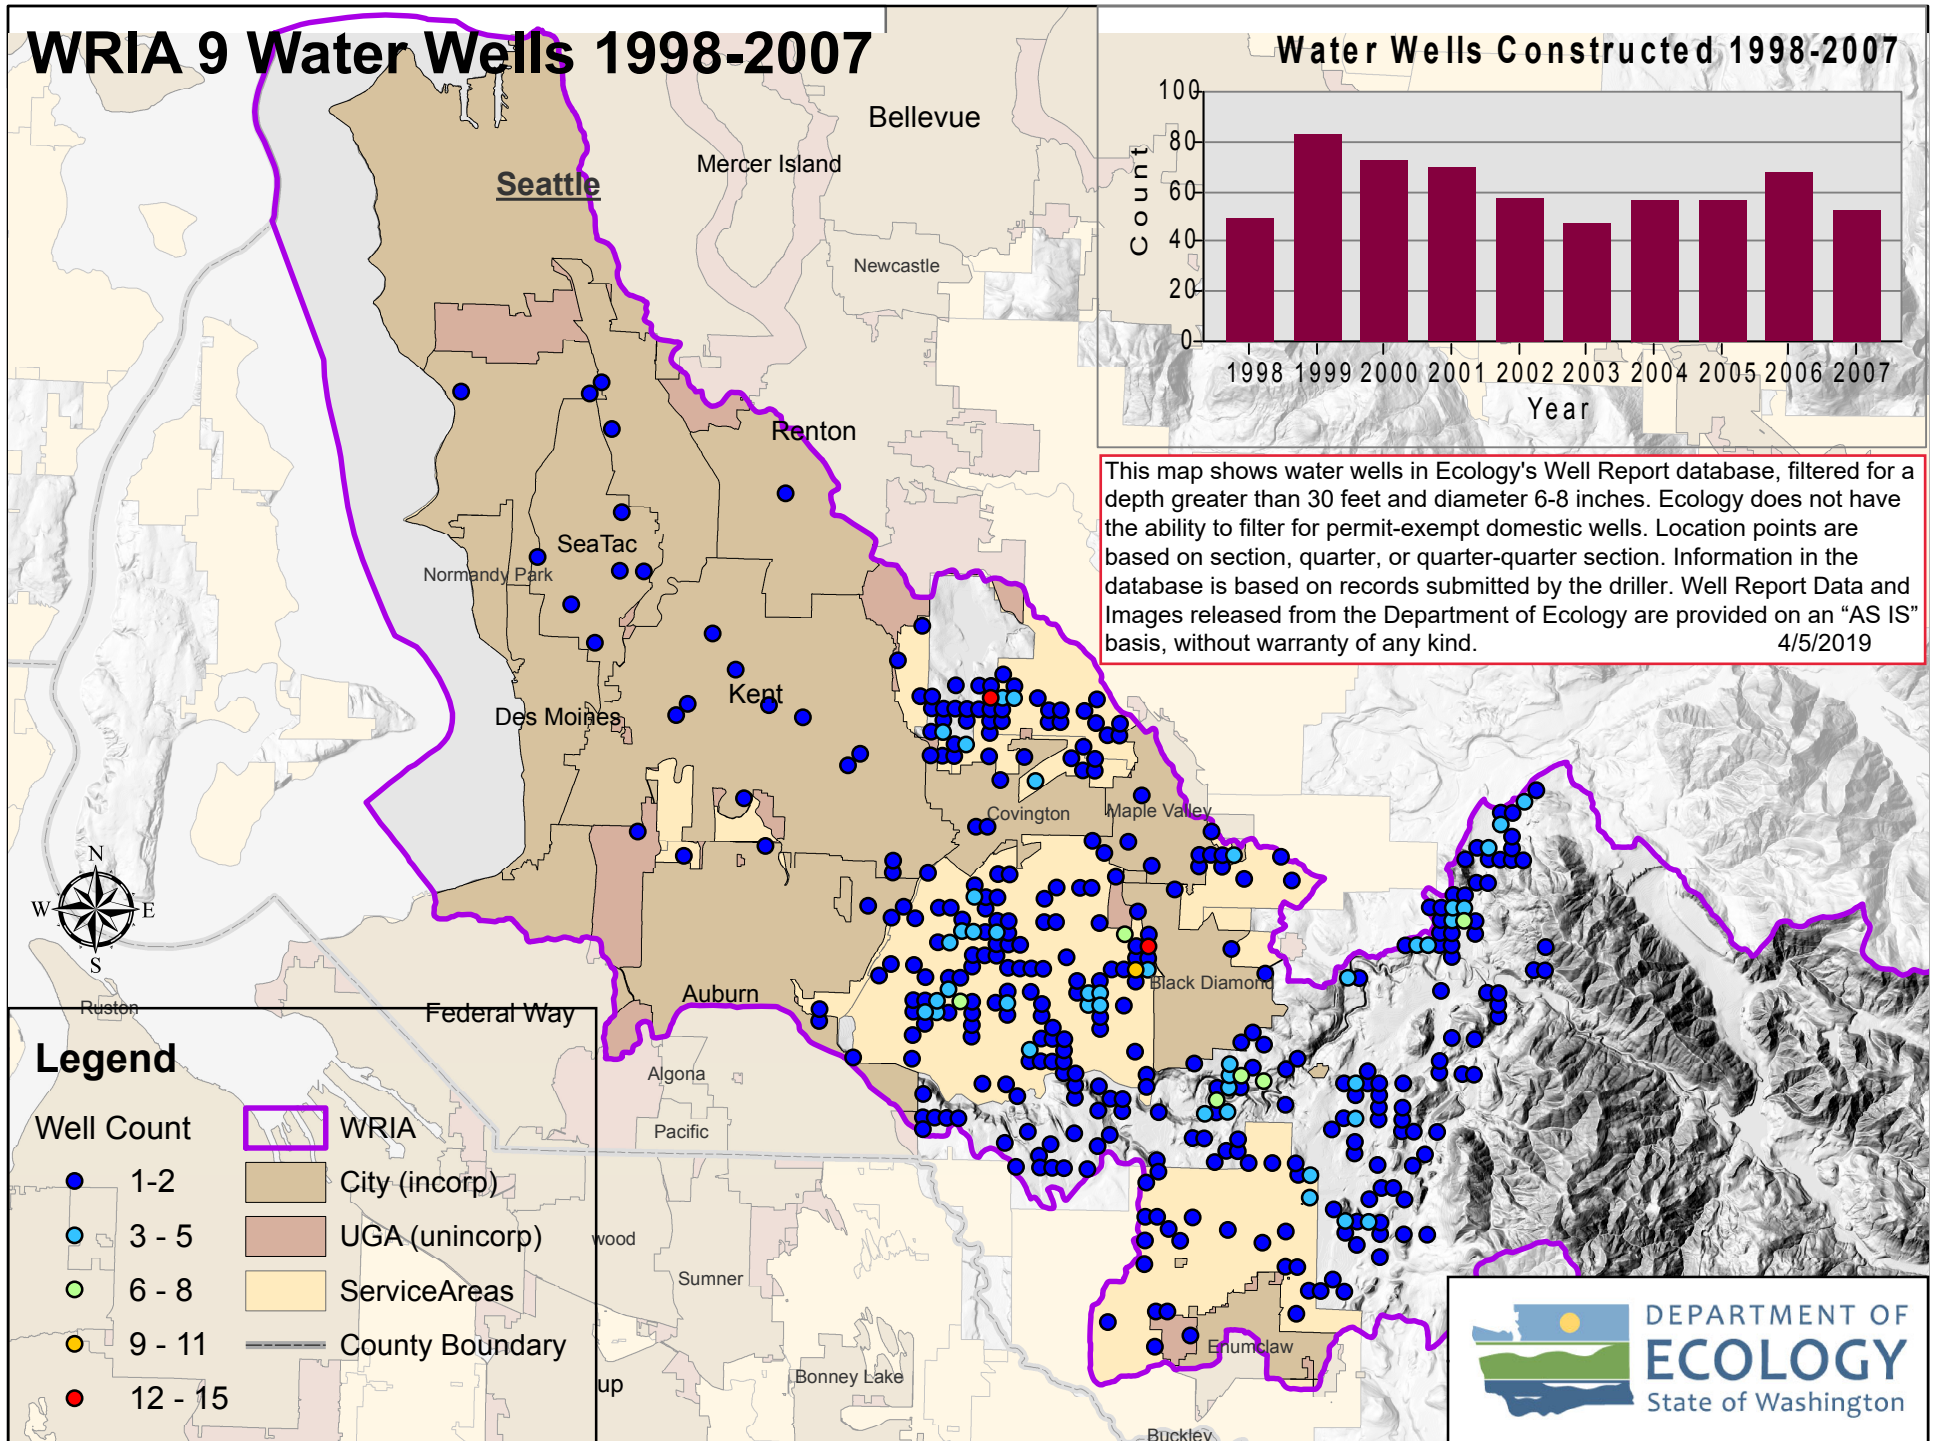 WRIA 9 Water Wells 1998-2007
Water Wells Constructed 1998-2007
Count
100
80
60
40
20
0
1998 1999 2000 2001 2002 2003 2004 2005 2006 2007
Year
This map shows water wells in Ecology's Well Report database, filtered for a
depth greater than 30 feet and diameter 6-8 inches. Ecology does not have
the ability to filter for permit-exempt domestic wells. Location points are
based on section, quarter, or quarter-quarter section. Information in the
database is based on records submitted by the driller. Well Report Data and
Images released from the Department of Ecology are provided on an “AS IS”
basis, without warranty of any kind. 4/5/2019
Bellevue
Mercer Island
Seattle
Newcastle
Renton
SeaTac
Normandy Park
Kent
Des Moines
Covington
Maple Valley
Black Diamond
Auburn
Federal Way
Ruston
Algona
Pacific
wood
Sumner
Bonney Lake
up
Enumclaw
Buckley
N
W E
S
Legend
Well Count
1-2
3 - 5
6 - 8
9 - 11
12 - 15
WRIA
City (incorp)
UGA (unincorp)
ServiceAreas
County Boundary
DEPARTMENT OF
ECOLOGY
State of Washington